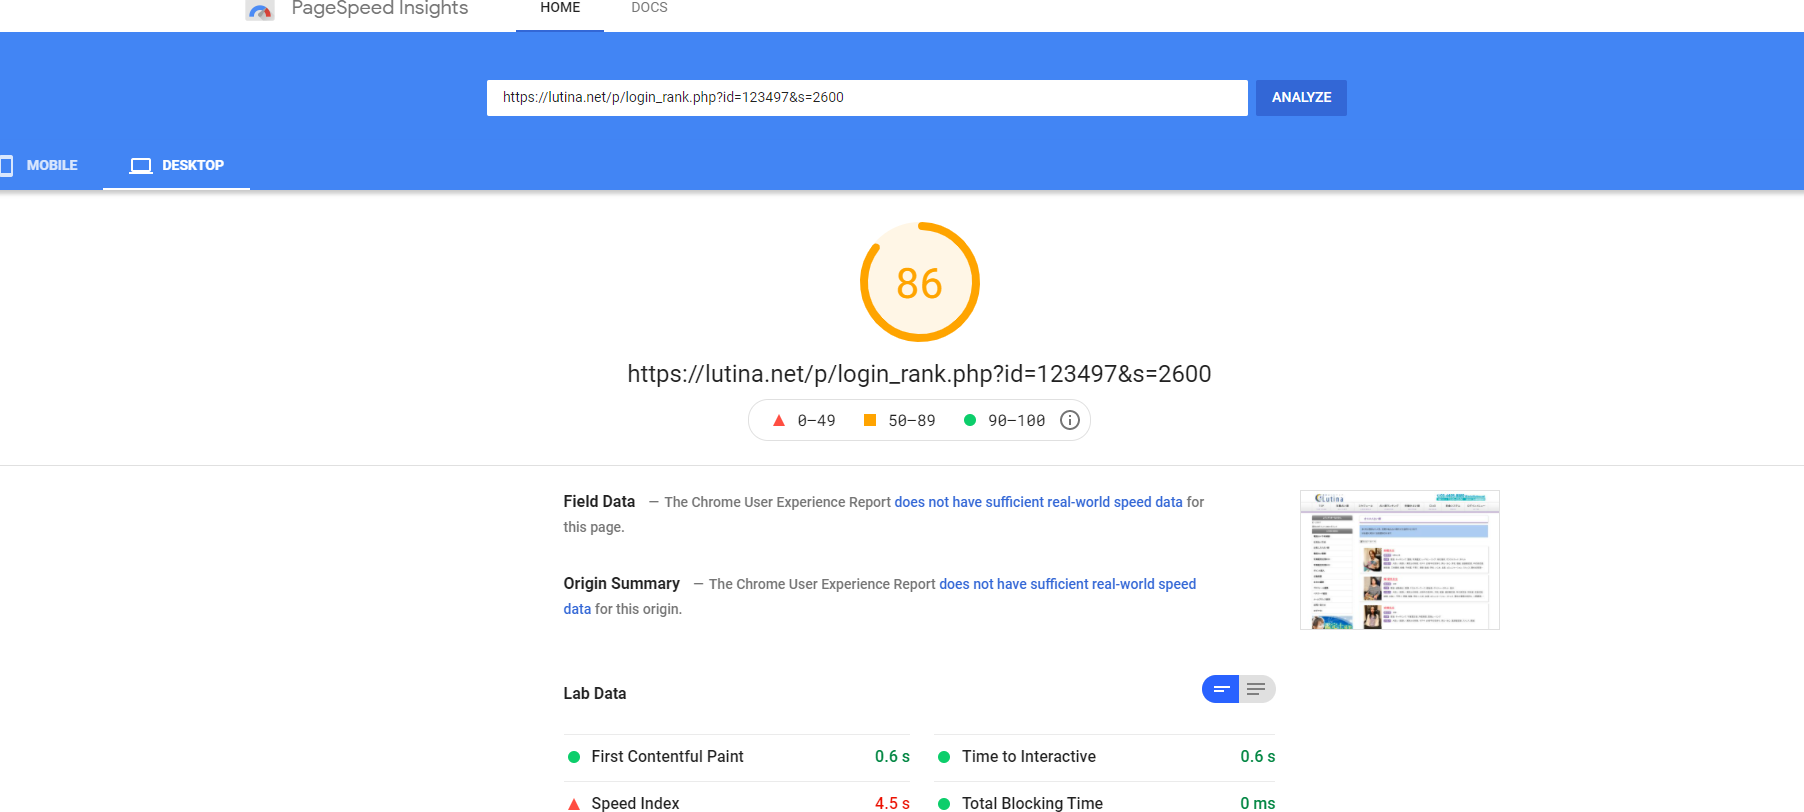 PageSpeed Insights
HOME
DOCS
https://lutina.net/p/login_rank.php?id=123497&s=2600
ANALYZE
MOBILE
DESKTOP
86
https://lutina.net/p/login_rank.php?id=123497&s=2600
0–49
50–89
90–100
Field Data — The Chrome User Experience Report does not have sufficient real-world speed data for
this page.
Origin Summary — The Chrome User Experience Report does not have sufficient real-world speed
data for this origin.
Lutina
Lab Data
First Contentful Paint 0.6 s
Time to Interactive 0.6 s
Speed Index 4.5 s
Total Blocking Time 0 ms